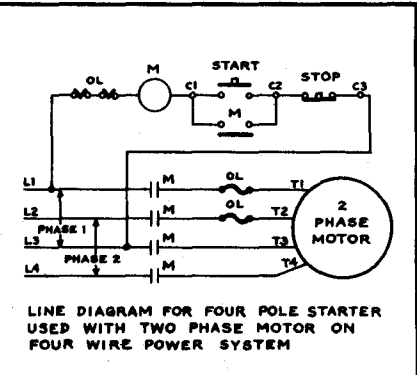 START
OL
M
C1
C2
STOP
C3
M
L1
M
OL
T1
L2
M
OL
T2
2
PHASE
MOTOR
PHASE 1
L3
M
T3
PHASE 2
L4
M
T4
LINE DIAGRAM FOR FOUR POLE STARTER
USED WITH TWO PHASE MOTOR ON
FOUR WIRE POWER SYSTEM